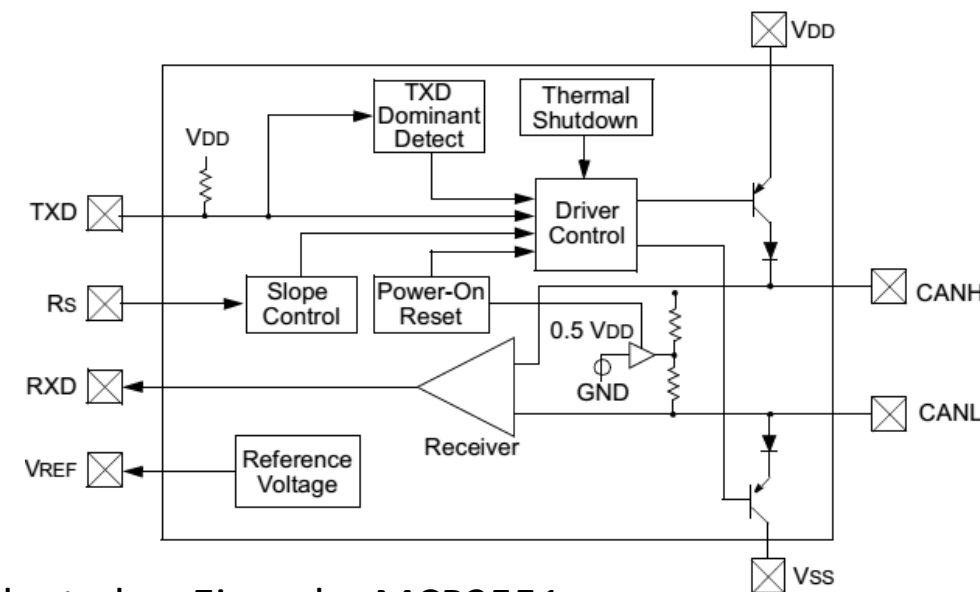 VDD
TXD
Dominant
Detect
Thermal
Shutdown
VDD
TXD
Driver
Control
Rs
Slope
Control
Power-On
Reset
CANH
0.5 VDD
GND
RXD
CANL
Receiver
VREF
Reference
Voltage
VSS